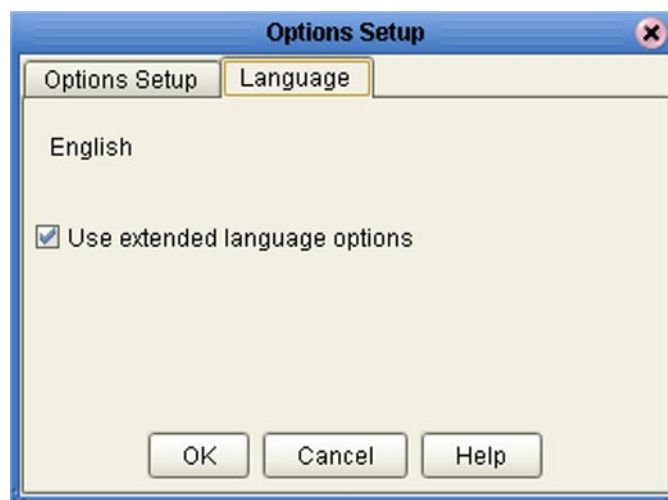 Options Setup
Options Setup Language
English
Use extended language options
OK Cancel Help